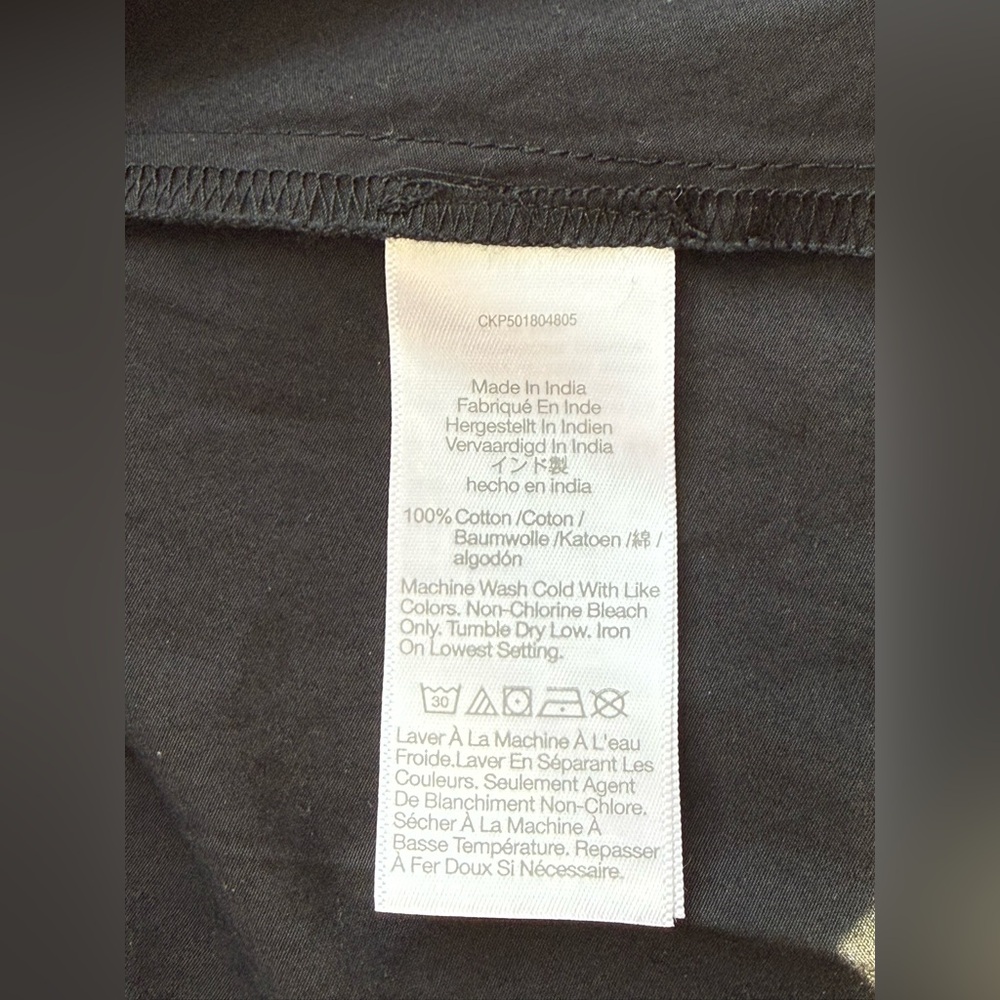 CKP501804805
Made In India
Fabriqué En Inde
Hergestellt In Indien
Vervaardigd In India
インド製
hecho en india
100% Cotton /Coton /
Baumwolle /Katoen /綿 /
algodón
Machine Wash Cold With Like
Colors. Non-Chlorine Bleach
Only. Tumble Dry Low. Iron
On Lowest Setting.
30
Laver À La Machine À L'eau
Froide.Laver En Séparant Les
Couleurs. Seulement Agent
De Blanchiment Non-Chlore.
Sécher À La Machine À
Basse Température. Repasser
À Fer Doux Si Nécessaire.